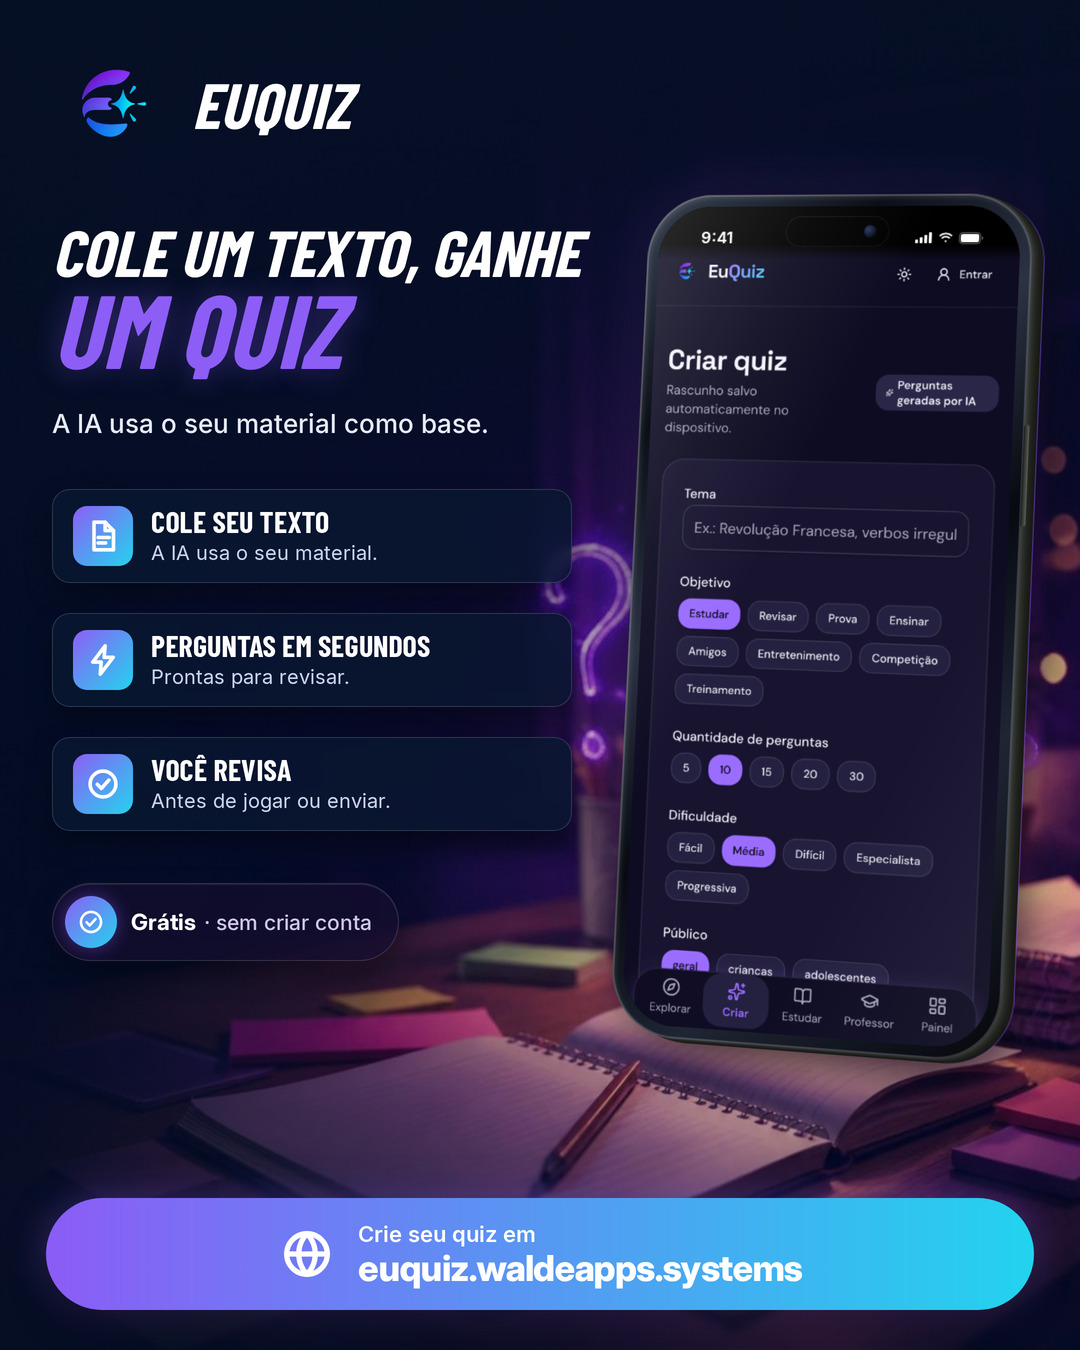 EUQUIZ
COLE UM TEXTO, GANHE
UM QUIZ
A IA usa o seu material como base.
COLE SEU TEXTO
A IA usa o seu material.
PERGUNTAS EM SEGUNDOS
Prontas para revisar.
VOCÊ REVISA
Antes de jogar ou enviar.
Grátis · sem criar conta
9:41
EuQuiz
Entrar
Criar quiz
Rascunho salvo
automaticamente no
dispositivo.
Perguntas
geradas por IA
Tema
Ex.: Revolução Francesa, verbos irregul
Objetivo
Estudar Revisar Prova Ensinar
Amigos Entretenimento Competição
Treinamento
Quantidade de perguntas
5 10 15 20 30
Dificuldade
Fácil Média Difícil Especialista
Progressiva
Público
geral crianças adolescentes
Explorar Criar Estudar Professor Painel
Crie seu quiz em
euquiz.waldeapps.systems